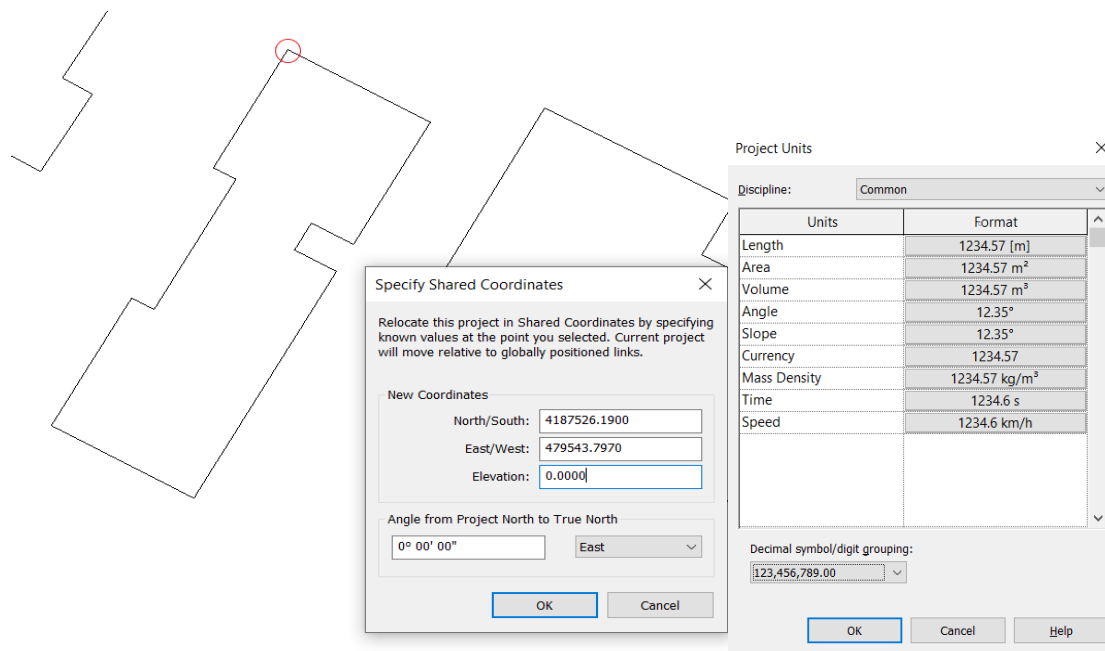 Project Units
Discipline: Common
Units Format
Length 1234.57 [m]
Area 1234.57 m²
Volume 1234.57 m³
Angle 12.35°
Slope 12.35°
Currency 1234.57
Mass Density 1234.57 kg/m³
Time 1234.6 s
Speed 1234.6 km/h
Decimal symbol/digit grouping:
123,456,789.00
OK Cancel Help
Specify Shared Coordinates
Relocate this project in Shared Coordinates by specifying
known values at the point you selected. Current project
will move relative to globally positioned links.
New Coordinates
North/South: 4187526.1900
East/West: 479543.7970
Elevation: 0.0000
Angle from Project North to True North
0° 00' 00" East
OK Cancel